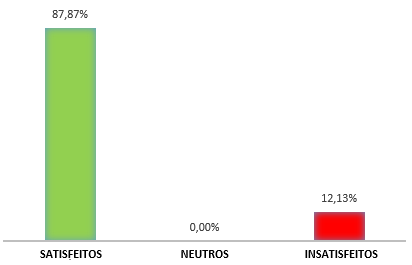 87,87%
0,00%
12,13%
SATISFEITOS NEUTROS INSATISFEITOS